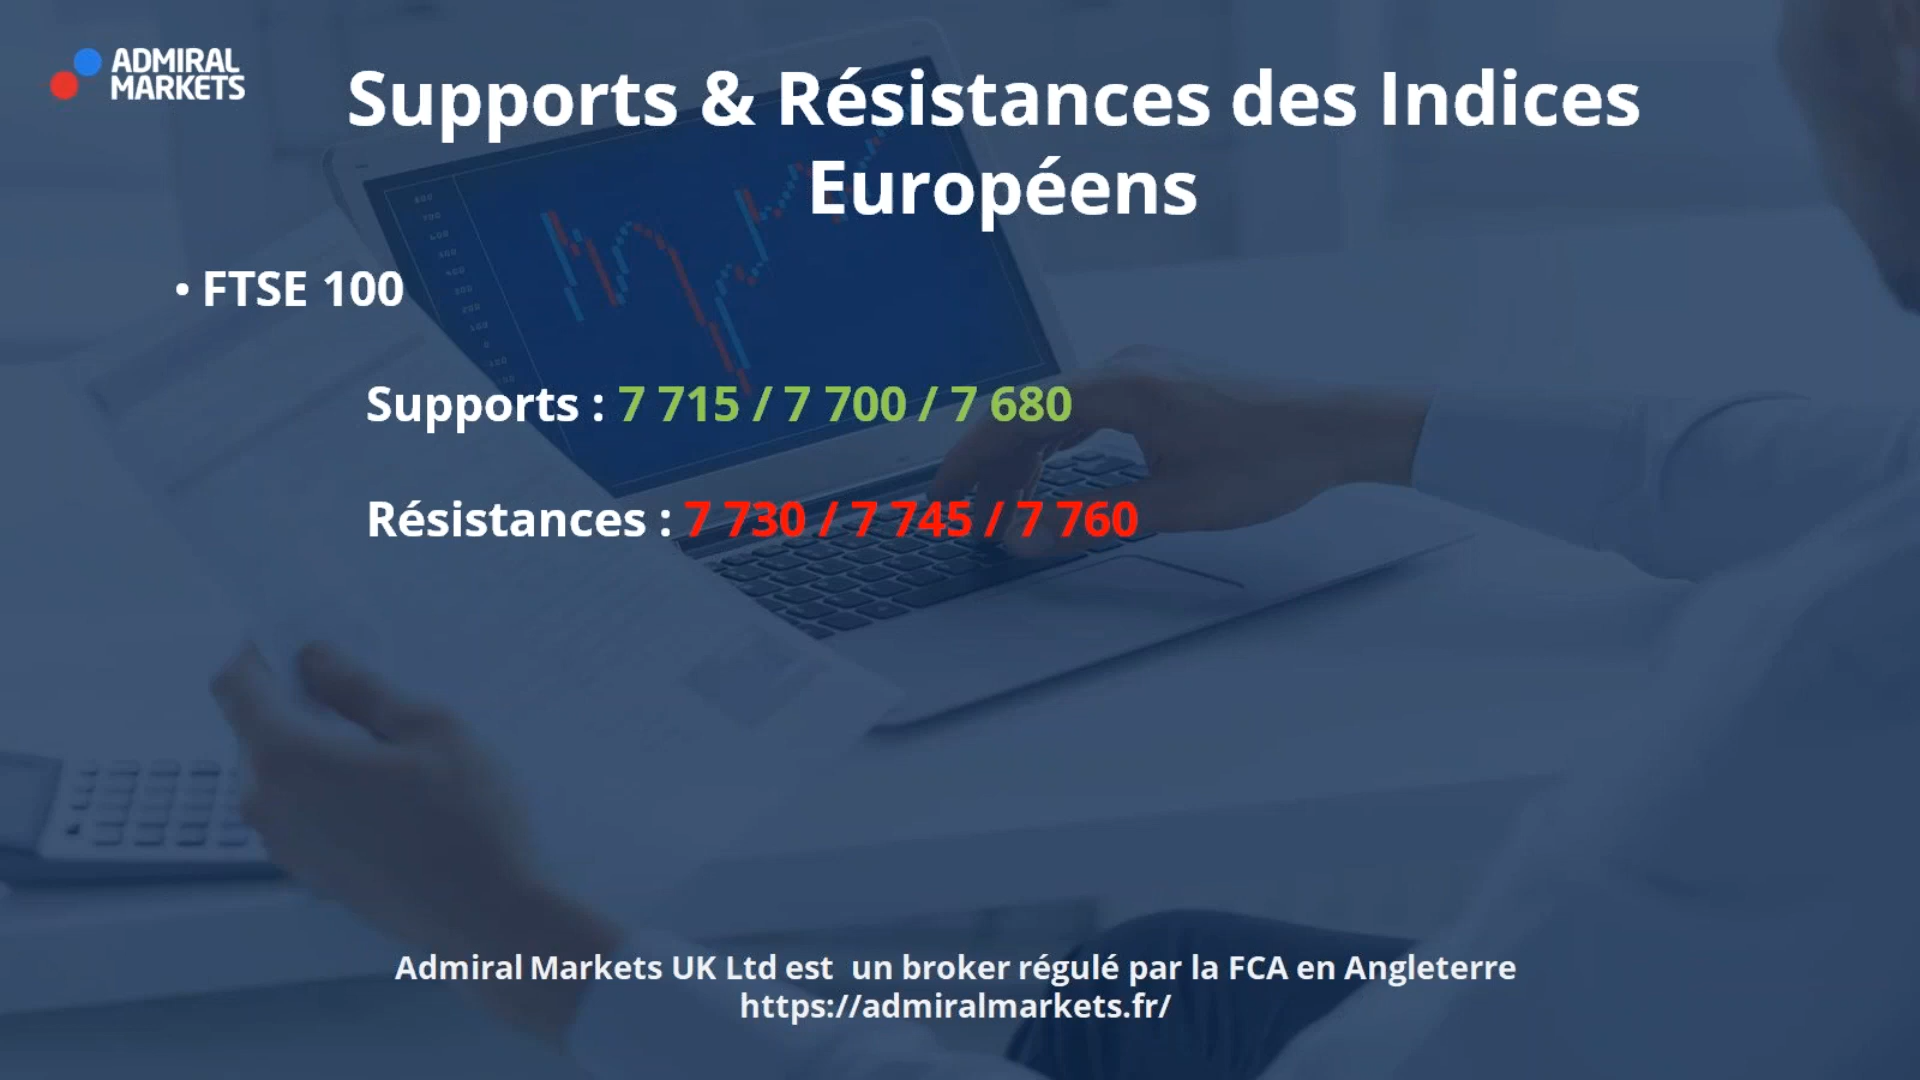 ADMIRAL
MARKETS
Supports & Résistances des Indices
Européens
• FTSE 100
Supports : 7 715 / 7 700 / 7 680
Résistances : 7 730 / 7 745 / 7 760
Admiral Markets UK Ltd est  un broker régulé par la FCA en Angleterre
https://admiralmarkets.fr/